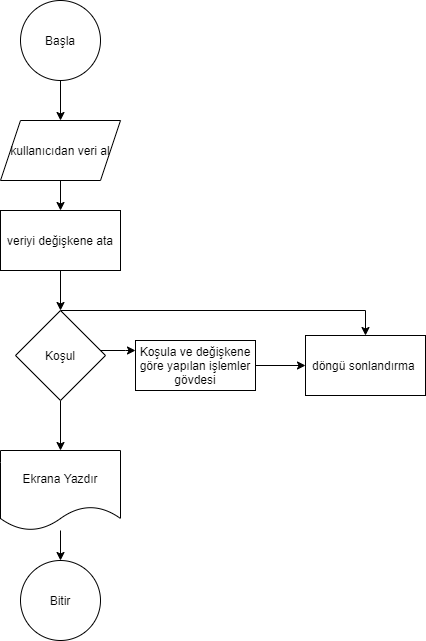 Başla
kullanıcıdan veri al
veriyi değişkene ata
Koşul
Koşula ve değişkene
göre yapılan işlemler
gövdesi
döngü sonlandırma
Ekrana Yazdır
Bitir